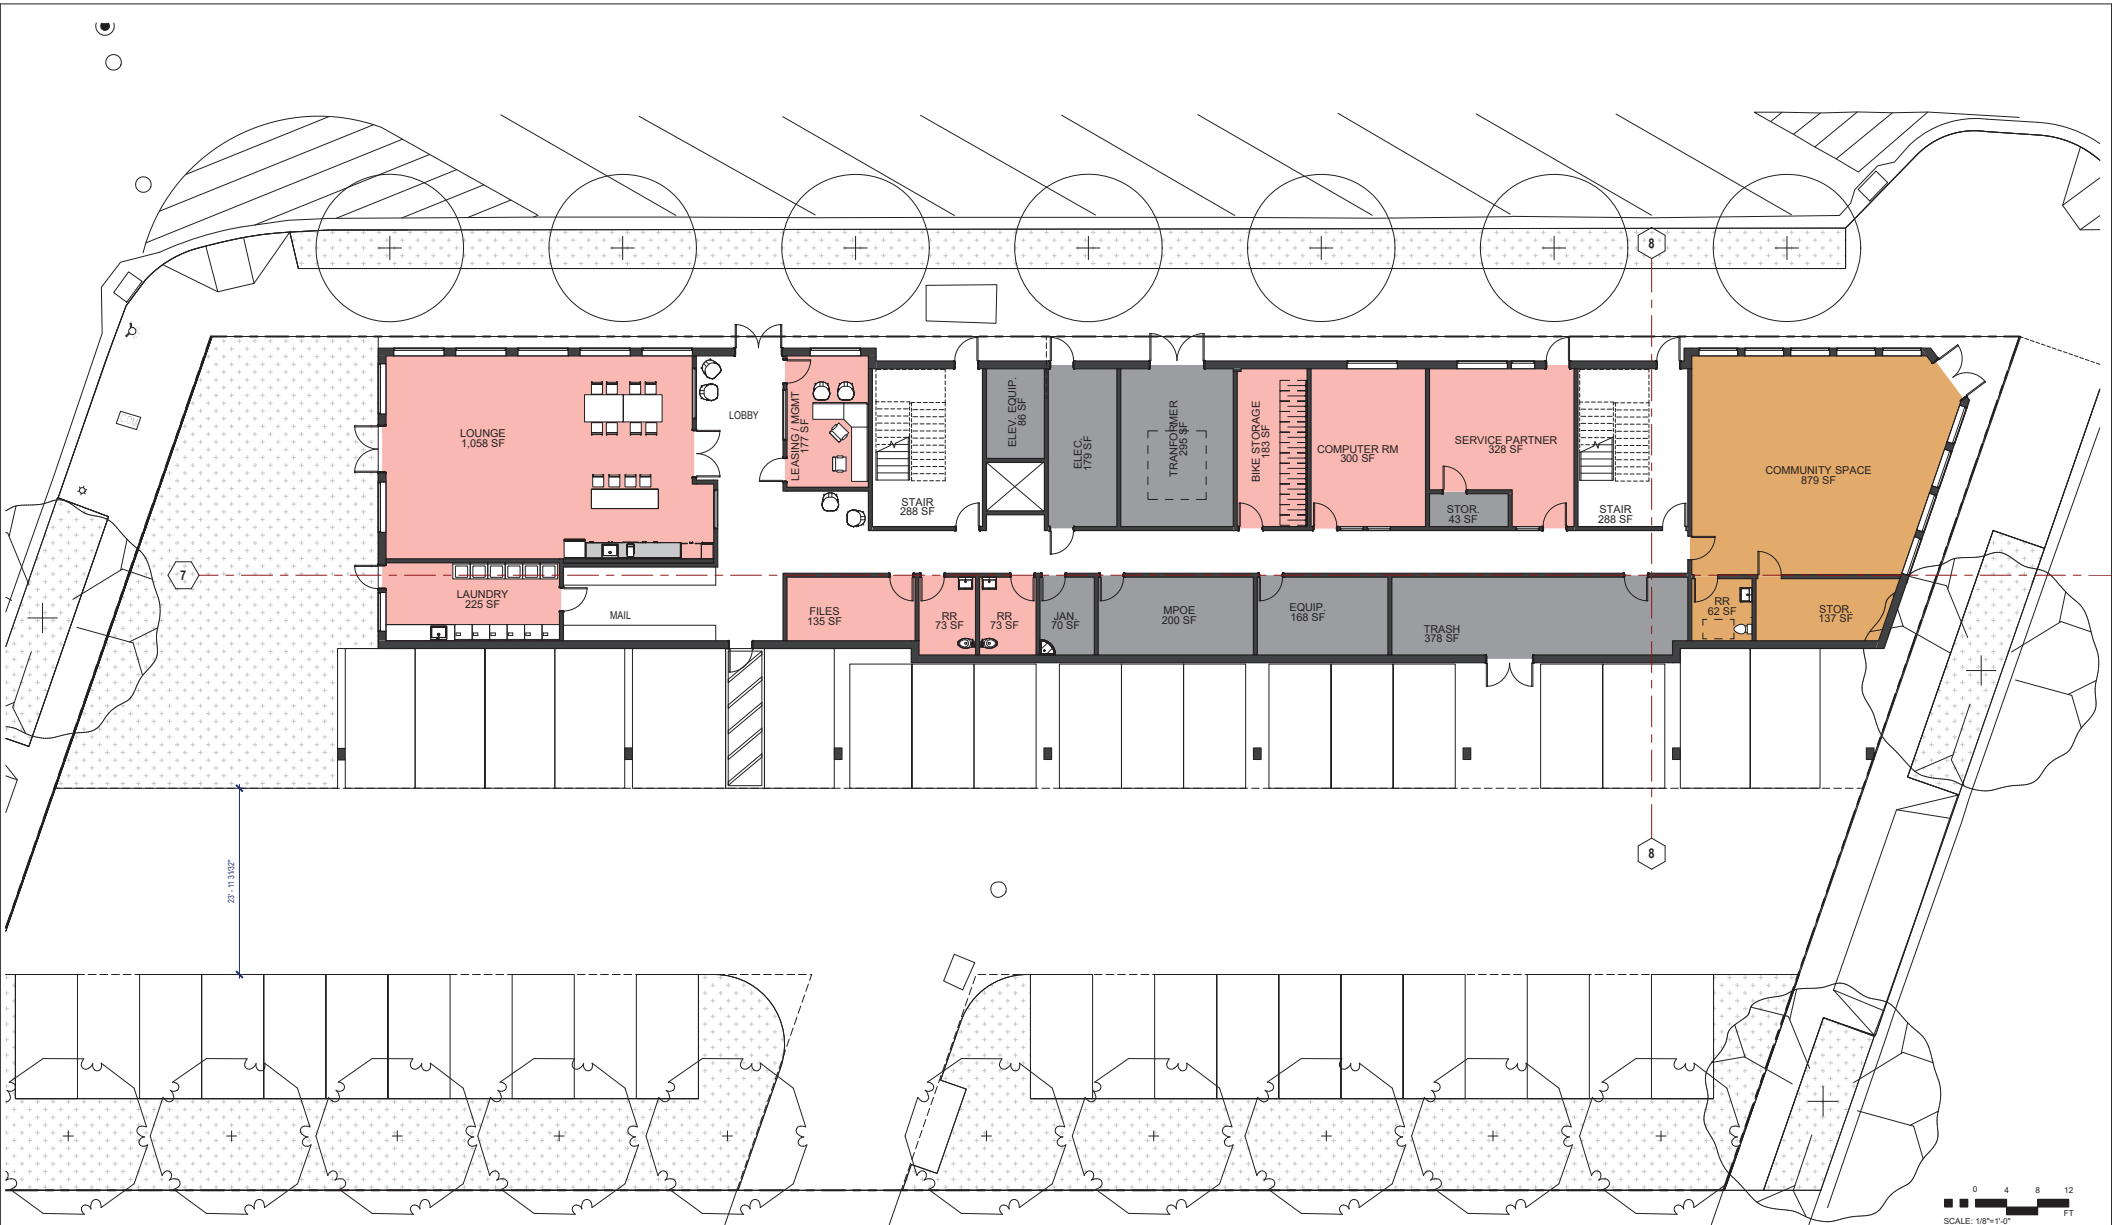 8
LOBBY
LEASING / MGMT
177 SF
LOUNGE
1,058 SF
STAIR
288 SF
ELEV. EQUIP.
86 SF
ELEC.
179 SF
TRANFORMER
295 SF
BIKE STORAGE
183 SF
COMPUTER RM
300 SF
SERVICE PARTNER
328 SF
STOR.
43 SF
STAIR
288 SF
COMMUNITY SPACE
879 SF
7
LAUNDRY
225 SF
MAIL
FILES
135 SF
RR
73 SF
RR
73 SF
JAN.
70 SF
MPOE
200 SF
EQUIP.
168 SF
TRASH
378 SF
RR
62 SF
STOR.
137 SF
8
23' - 11 31/32"
0 4 8 12
FT
SCALE: 1/8"=1'-0"